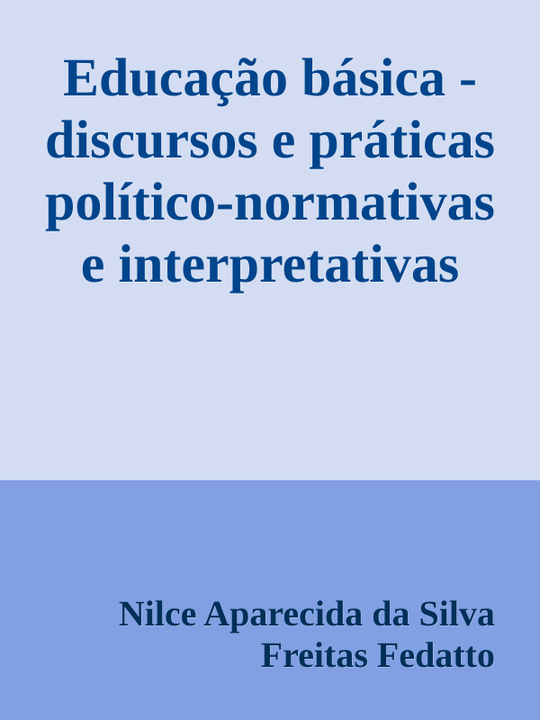 Educação básica -
discursos e práticas
político-normativas
e interpretativas
Nilce Aparecida da Silva
Freitas Fedatto